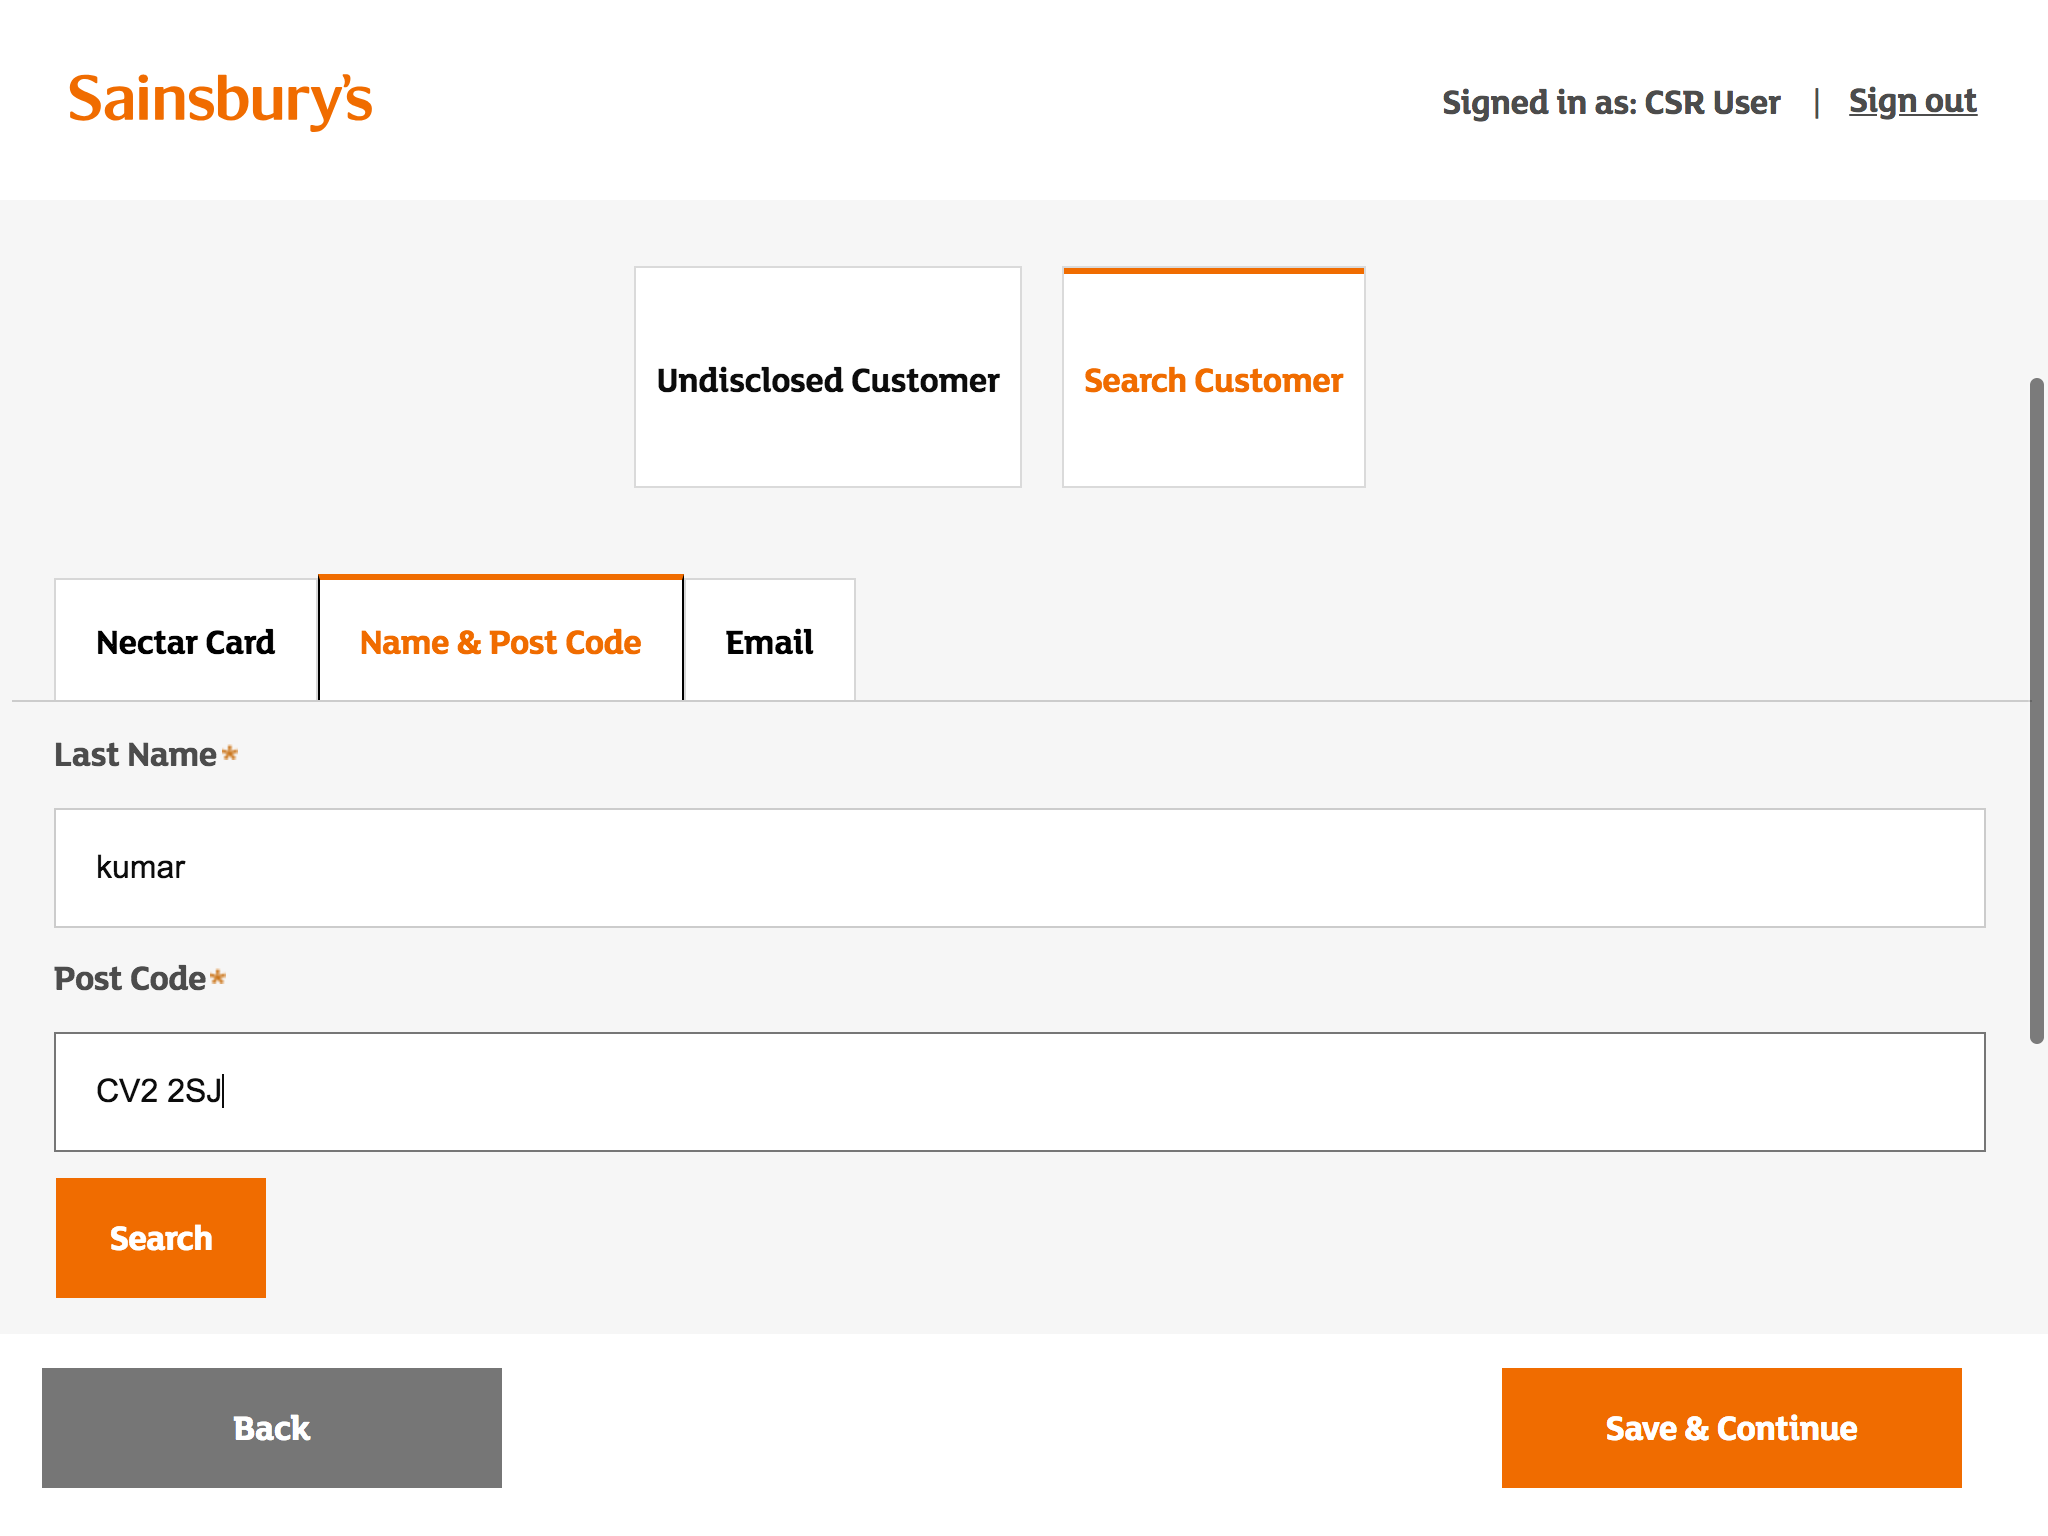 Sainsbury's
Signed in as: CSR User | Sign out
Undisclosed Customer
Search Customer
Nectar Card
Name & Post Code
Email
Last Name*
kumar
Post Code*
CV2 2SJ
Search
Back
Save & Continue